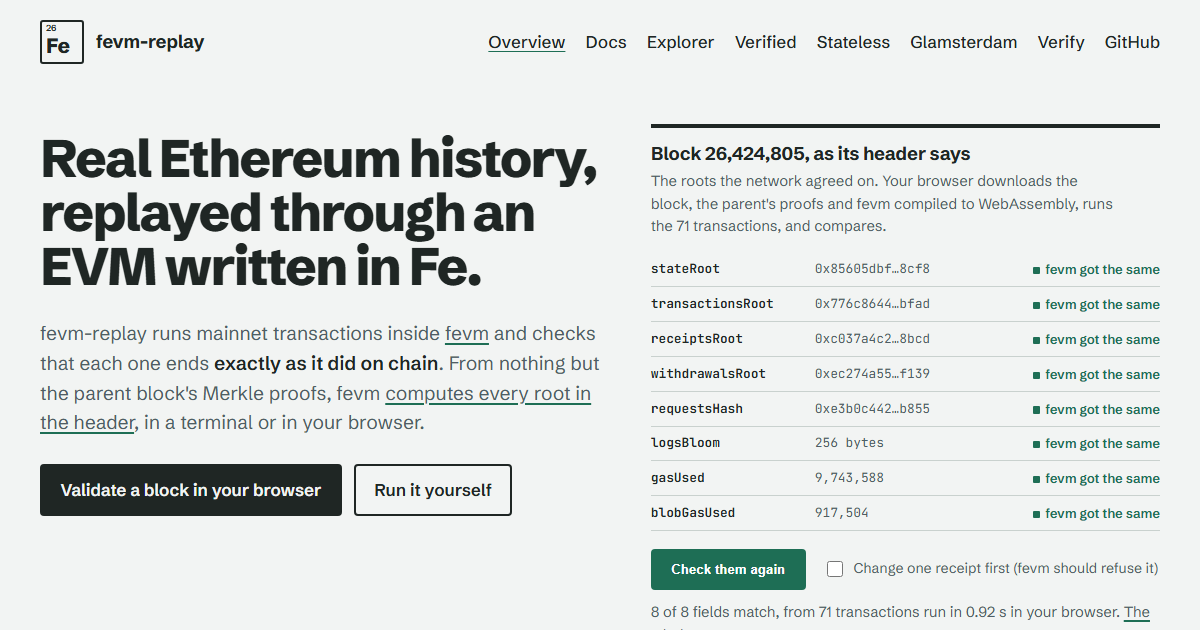 26
Fe
fevm-replay
Overview Docs Explorer Verified Stateless Glamsterdam Verify GitHub
Real Ethereum history,
replayed through an
EVM written in Fe.
fevm-replay runs mainnet transactions inside fevm and checks
that each one ends exactly as it did on chain. From nothing but
the parent block's Merkle proofs, fevm computes every root in
the header, in a terminal or in your browser.
Validate a block in your browser
Run it yourself
Block 26,424,805, as its header says
The roots the network agreed on. Your browser downloads the
block, the parent's proofs and fevm compiled to WebAssembly, runs
the 71 transactions, and compares.
stateRoot 0x85605dbf…8cf8 fevm got the same
transactionsRoot 0x776c8644…bfad fevm got the same
receiptsRoot 0xc037a4c2…8bcd fevm got the same
withdrawalsRoot 0xec274a55…f139 fevm got the same
requestsHash 0xe3b0c442…b855 fevm got the same
logsBloom 256 bytes fevm got the same
gasUsed 9,743,588 fevm got the same
blobGasUsed 917,504 fevm got the same
Check them again
Change one receipt first (fevm should refuse it)
8 of 8 fields match, from 71 transactions run in 0.92 s in your browser. The